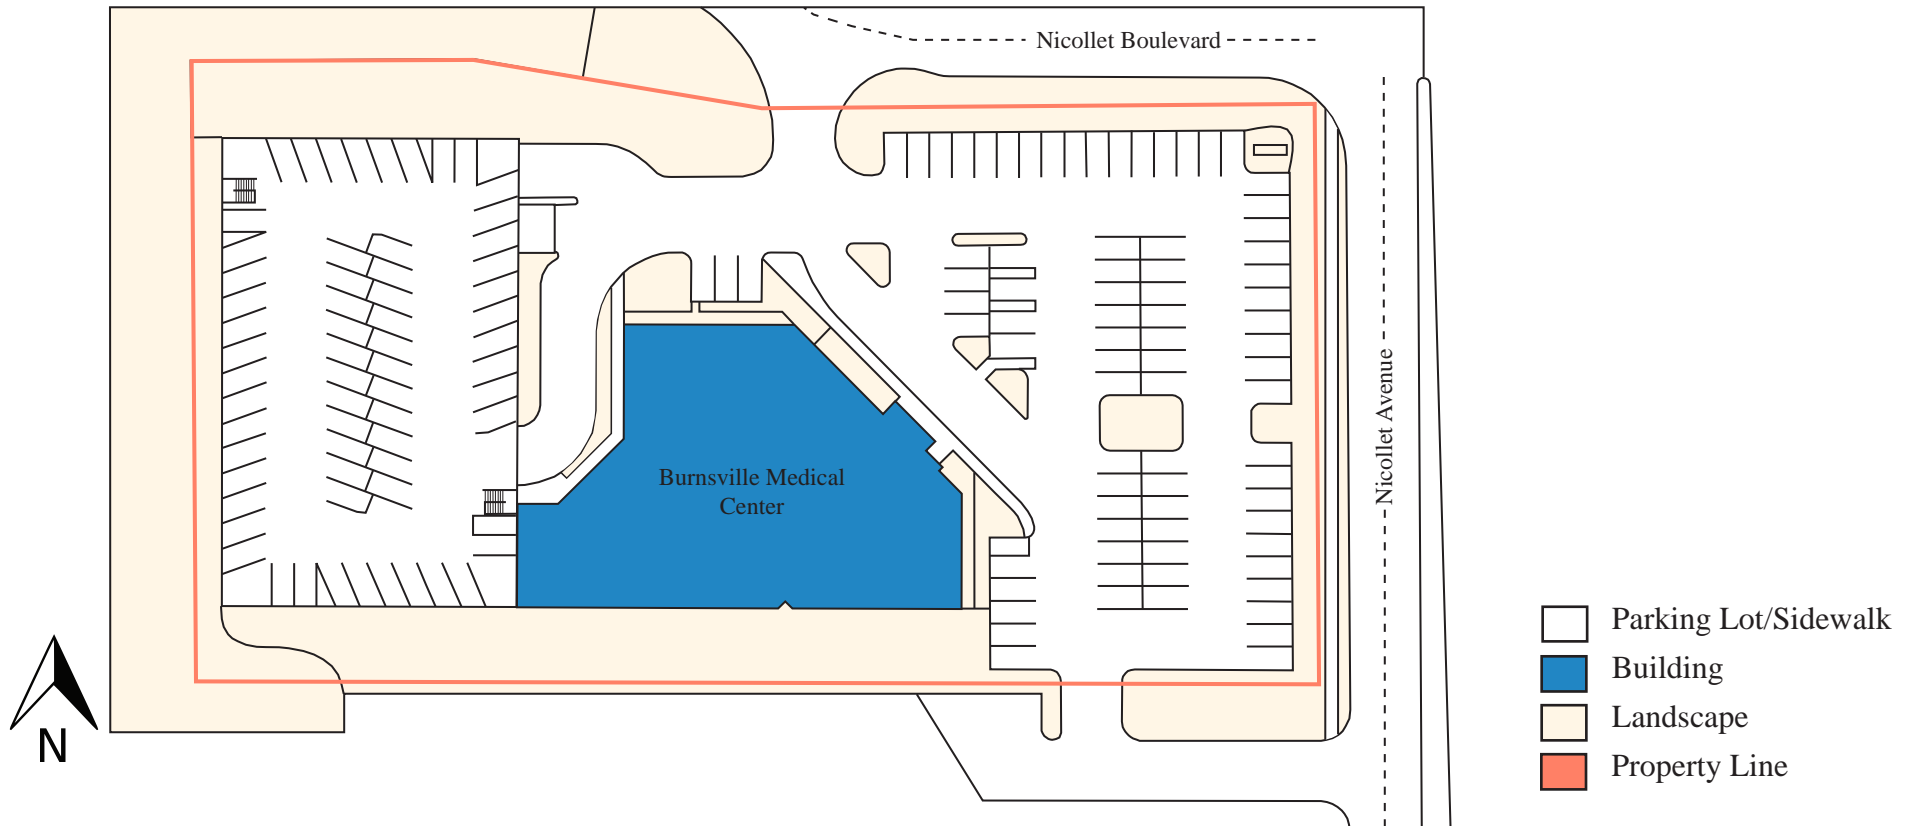 Nicollet Boulevard
Nicollet Avenue
Burnsville Medical
Center
Parking Lot/Sidewalk
Building
Landscape
Property Line
N